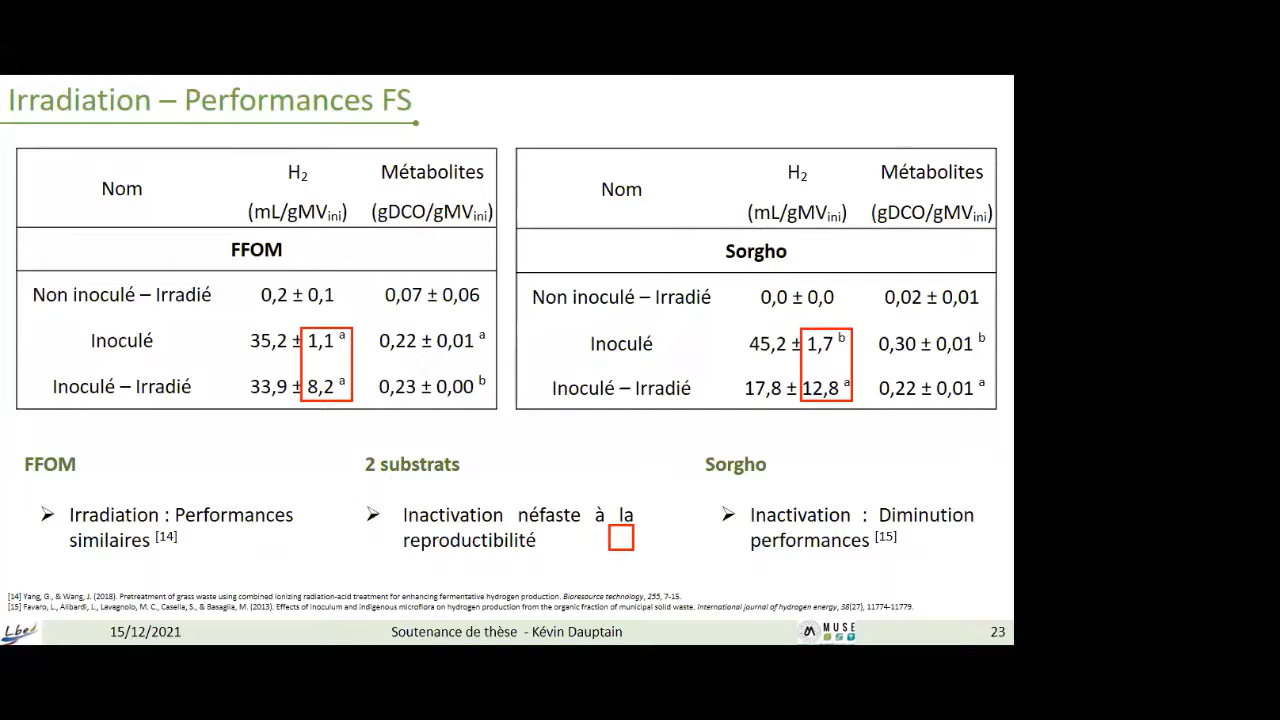 Irradiation – Performances FS
Nom
H2
(mL/gMVini)
Métabolites
(gDCO/gMVini)
FFOM
Non inoculé – Irradié 0,2 ± 0,1 0,07 ± 0,06
Inoculé 35,2 ± 1,1 a 0,22 ± 0,01 a
Inoculé – Irradié 33,9 ± 8,2 a 0,23 ± 0,00 b
Nom
H2
(mL/gMVini)
Métabolites
(gDCO/gMVini)
Sorgho
Non inoculé – Irradié 0,0 ± 0,0 0,02 ± 0,01
Inoculé 45,2 ± 1,7 b 0,30 ± 0,01 b
Inoculé – Irradié 17,8 ± 12,8 a 0,22 ± 0,01 a
FFOM
Irradiation : Performances
similaires [14]
2 substrats
Inactivation néfaste à la
reproductibilité
Sorgho
Inactivation : Diminution
performances [15]
[14] Yang, G., & Wang, J. (2018). Pretreatment of grass waste using combined ionizing radiation-acid treatment for enhancing fermentative hydrogen production. Bioresource technology, 255, 7-15.
[15] Favaro, L., Alibardi, L., Lavagnolo, M. C., Casella, S., & Basaglia, M. (2013). Effects of inoculum and indigenous microflora on hydrogen production from the organic fraction of municipal solid waste. International journal of hydrogen energy, 38(27), 11774-11779.
Lbe
15/12/2021
Soutenance de thèse - Kévin Dauptain
MUSE
23